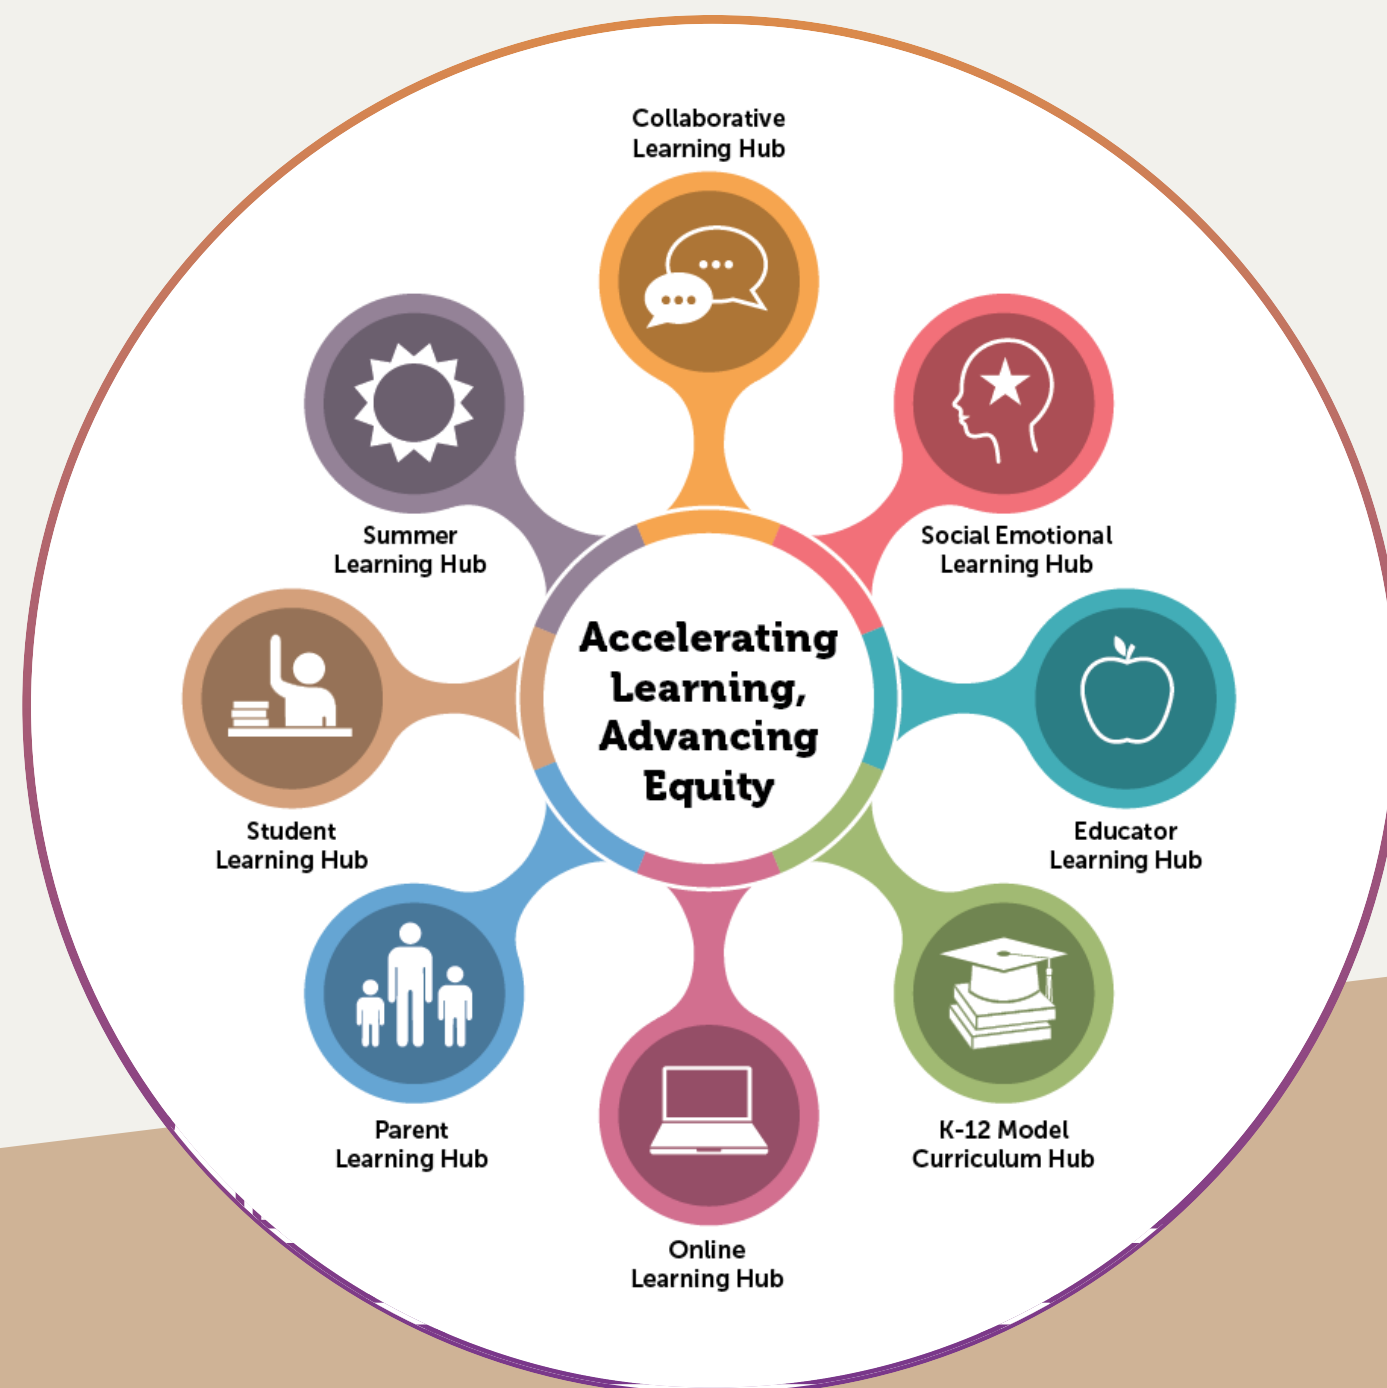 Collaborative
Learning Hub
Summer
Learning Hub
Social Emotional
Learning Hub
Accelerating
Learning,
Advancing
Equity
Student
Learning Hub
Educator
Learning Hub
Parent
Learning Hub
K-12 Model
Curriculum Hub
Online
Learning Hub